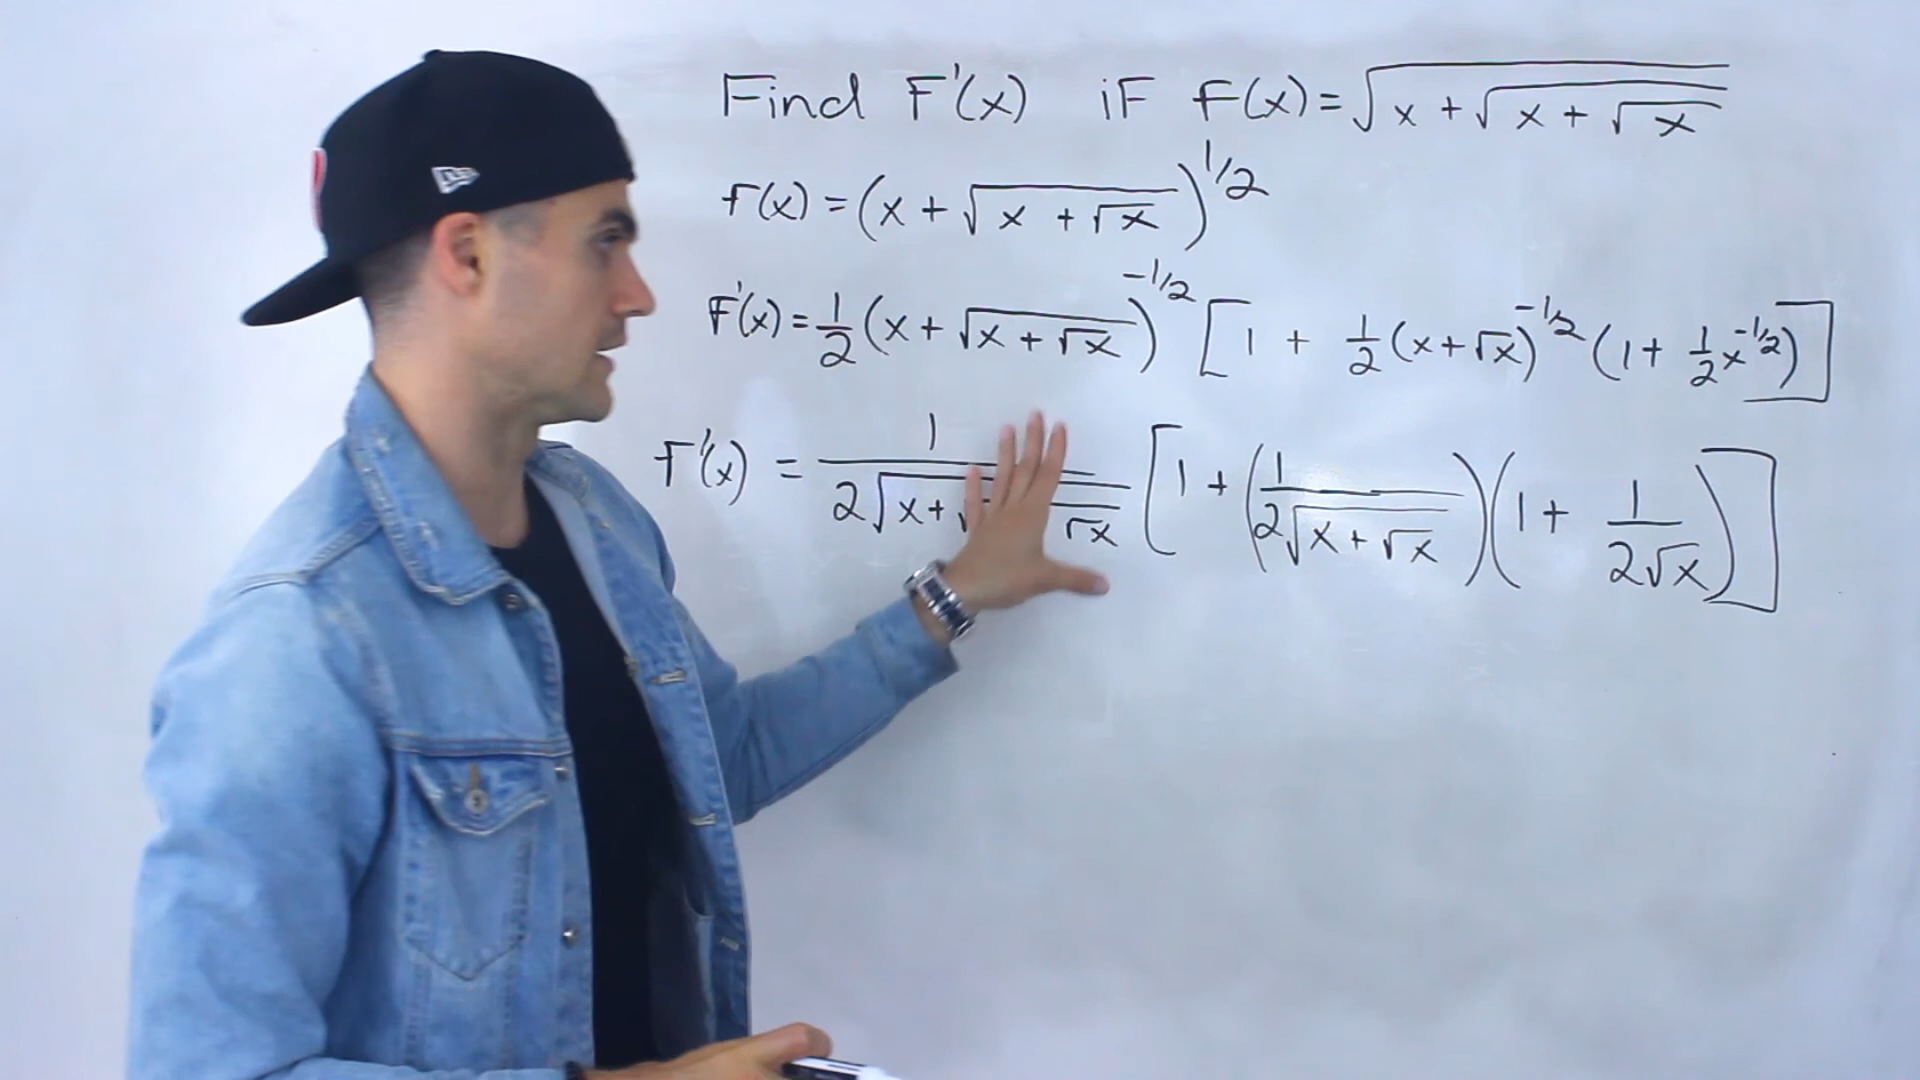 Find F'(x) iF F(x) = √(x + √(x + √x))
F(x) = (x + √(x + √x))^1/2
F'(x) = 1/2 (x + √(x + √x))^-1/2 [1 + 1/2 (x + √x)^-1/2 (1 + 1/2 x^-1/2)]
F'(x) = 1/(2√(x + √ √x)) [1 + (1/(2√(x + √x))) (1 + 1/(2√x))]